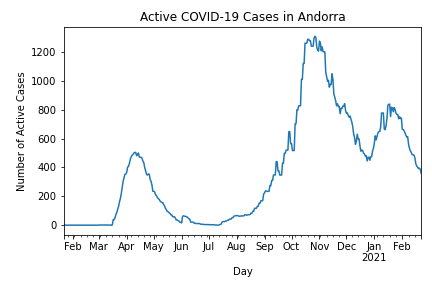 Active COVID-19 Cases in Andorra
1200
1000
800
600
400
200
0
Number of Active Cases
Feb Mar Apr May Jun Jul Aug Sep Oct Nov Dec Jan Feb
2021
Day